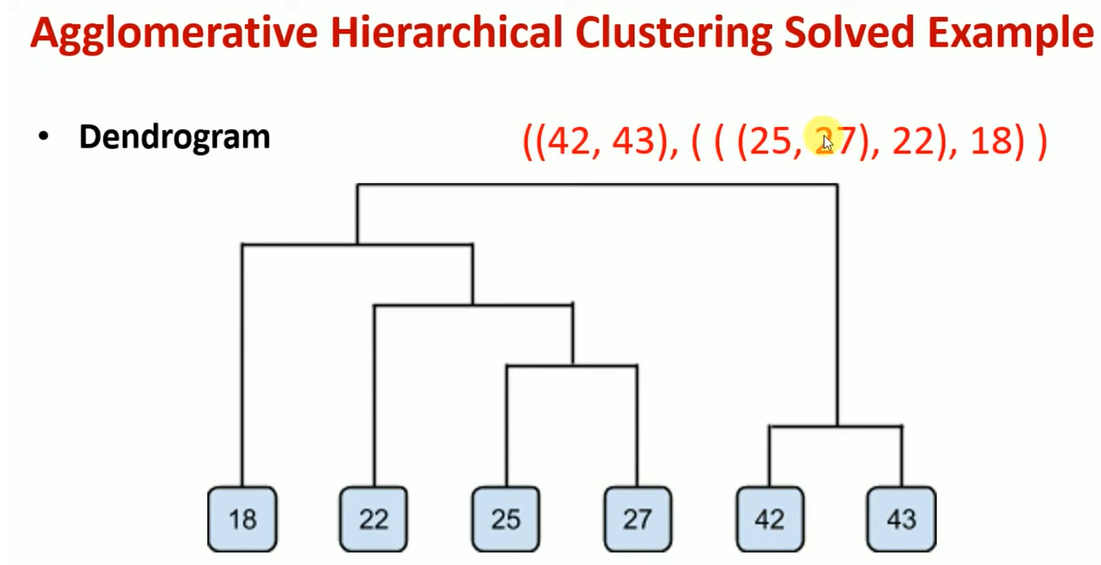 Agglomerative Hierarchical Clustering Solved Example
• Dendrogram
((42, 43), ( ( (25, 27), 22), 18) )
18 22 25 27 42 43